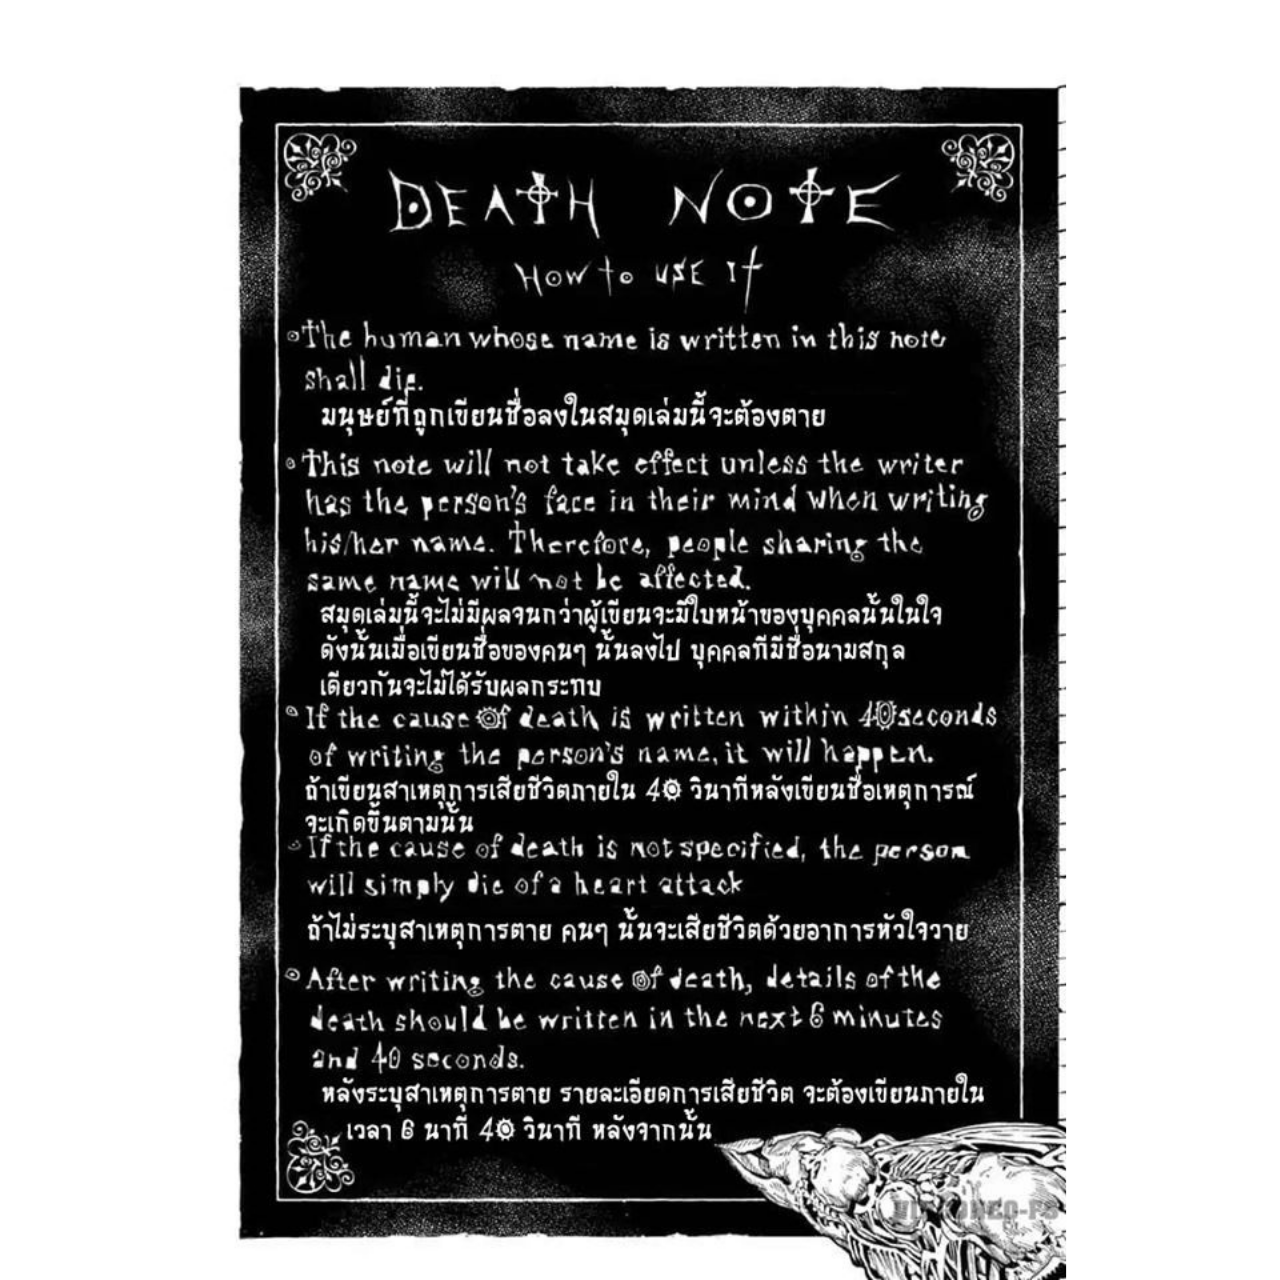 DEATH NOTE
HOW to USE It
The human whose name is written in this note
shall die.
มนุษย์ที่ถูกเขียนชื่อลงในสมุดเล่มนี้จะต้องตาย
This note will not take effect unless the writer
has the person's face in their mind when writing
his/her name. Therefore, people sharing the
same name will not be affected.
สมุดเล่มนี้จะไม่มีผลจนกว่าผู้เขียนจะมีใบหน้าของบุคคลนั้นในใจ
ดังนั้นเมื่อเขียนชื่อของคนๆ นั้นลงไป บุคคลที่มีชื่อนามสกุล
เดียวกันจะไม่ได้รับผลกระทบ
If the cause of death is written within 40 seconds
of writing the person's name, it will happen.
ถ้าเขียนสาเหตุการเสียชีวิตภายใน 40 วินาทีหลังเขียนชื่อเหตุการณ์
จะเกิดขึ้นตามนั้น
If the cause of death is not specified, the person
will simply die of a heart attack
ถ้าไม่ระบุสาเหตุการตาย คนๆ นั้นจะเสียชีวิตด้วยอาการหัวใจวาย
After writing the cause of death, details of the
death should be written in the next 6 minutes
and 40 seconds.
หลังระบุสาเหตุการตาย รายละเอียดการเสียชีวิต จะต้องเขียนภายใน
เวลา 6 นาที 40 วินาที หลังจากนั้น